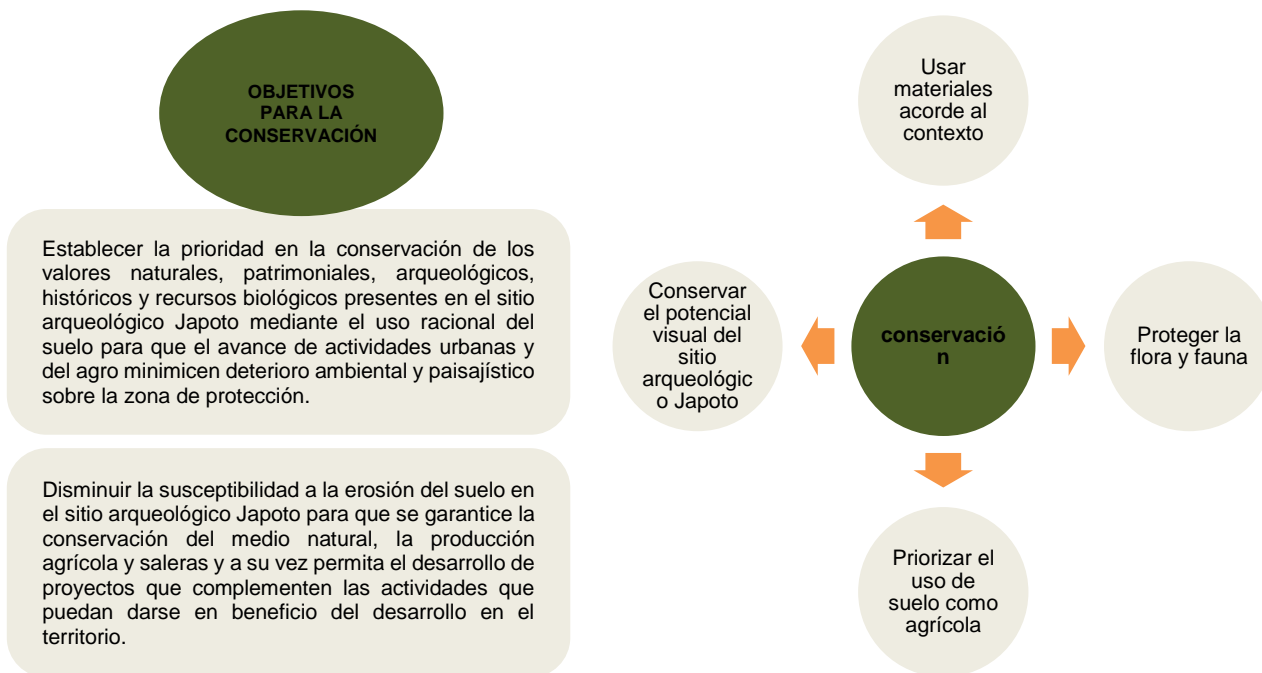 OBJETIVOS
PARA LA
CONSERVACIÓN
Establecer la prioridad en la conservación de los
valores naturales, patrimoniales, arqueológicos,
históricos y recursos biológicos presentes en el sitio
arqueológico Japoto mediante el uso racional del
suelo para que el avance de actividades urbanas y
del agro minimicen deterioro ambiental y paisajístico
sobre la zona de protección.
Disminuir la susceptibilidad a la erosión del suelo en
el sitio arqueológico Japoto para que se garantice la
conservación del medio natural, la producción
agrícola y saleras y a su vez permita el desarrollo de
proyectos que complementen las actividades que
puedan darse en beneficio del desarrollo en el
territorio.
Usar
materiales
acorde al
contexto
Conservar
el potencial
visual del
sitio
arqueológic
o Japoto
conservació
n
Proteger la
flora y fauna
Priorizar el
uso de
suelo como
agrícola